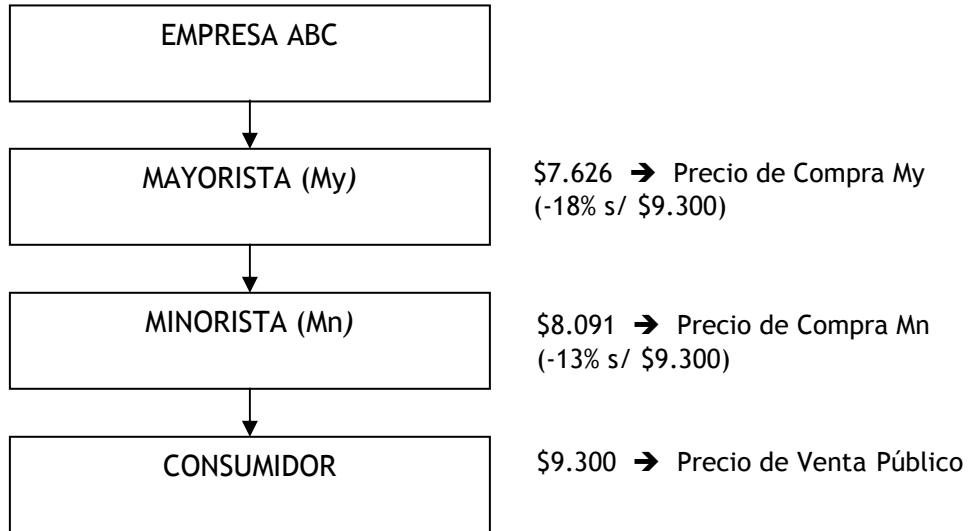 EMPRESA ABC
MAYORISTA (My)
$7.626 ➔ Precio de Compra My
(-18% s/ $9.300)
MINORISTA (Mn)
$8.091 ➔ Precio de Compra Mn
(-13% s/ $9.300)
CONSUMIDOR
$9.300 ➔ Precio de Venta Público